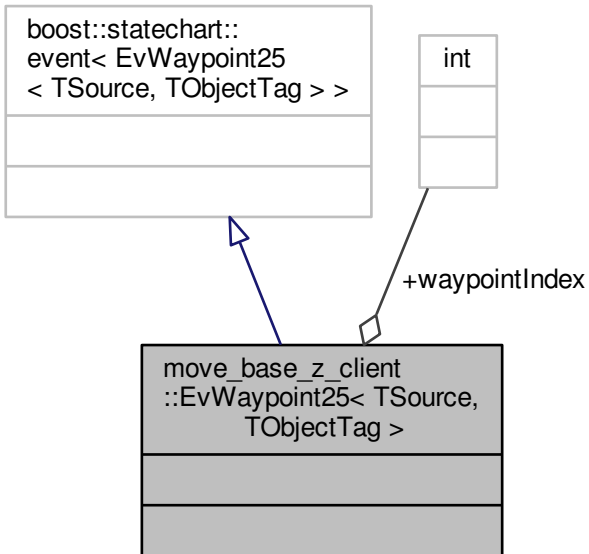 boost::statechart::
event< EvWaypoint25
< TSource, TObjectTag > >
int
+waypointIndex
move_base_z_client
::EvWaypoint25< TSource,
TObjectTag >